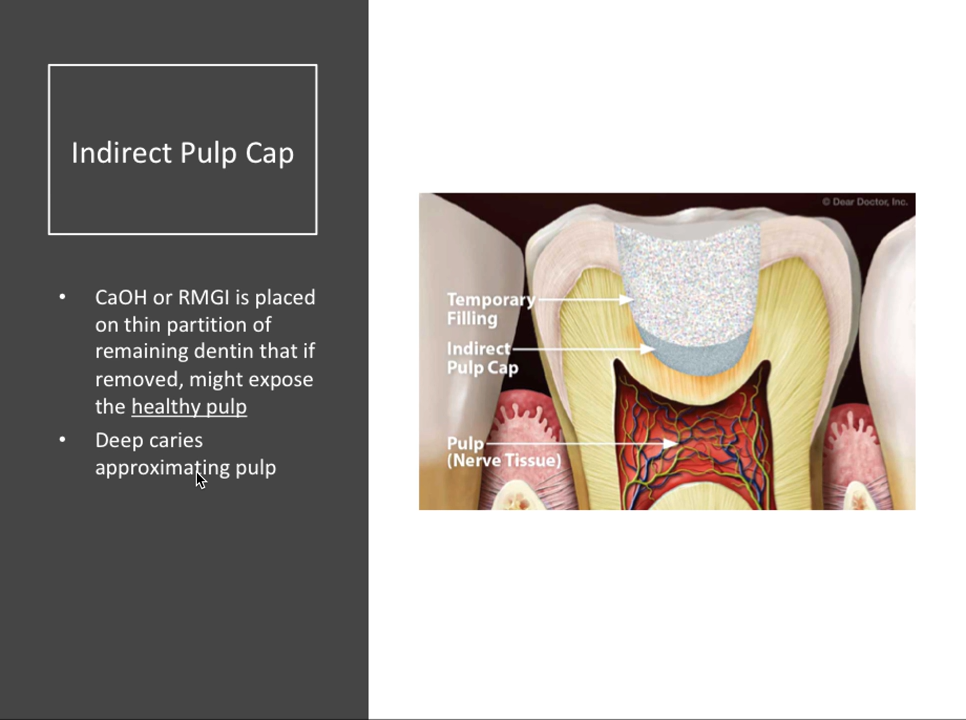 Indirect Pulp Cap
• CaOH or RMGI is placed
on thin partition of
remaining dentin that if
removed, might expose
the healthy pulp
• Deep caries
approximating pulp
© Dear Doctor, Inc.
Temporary
Filling
Indirect
Pulp Cap
Pulp
(Nerve Tissue)